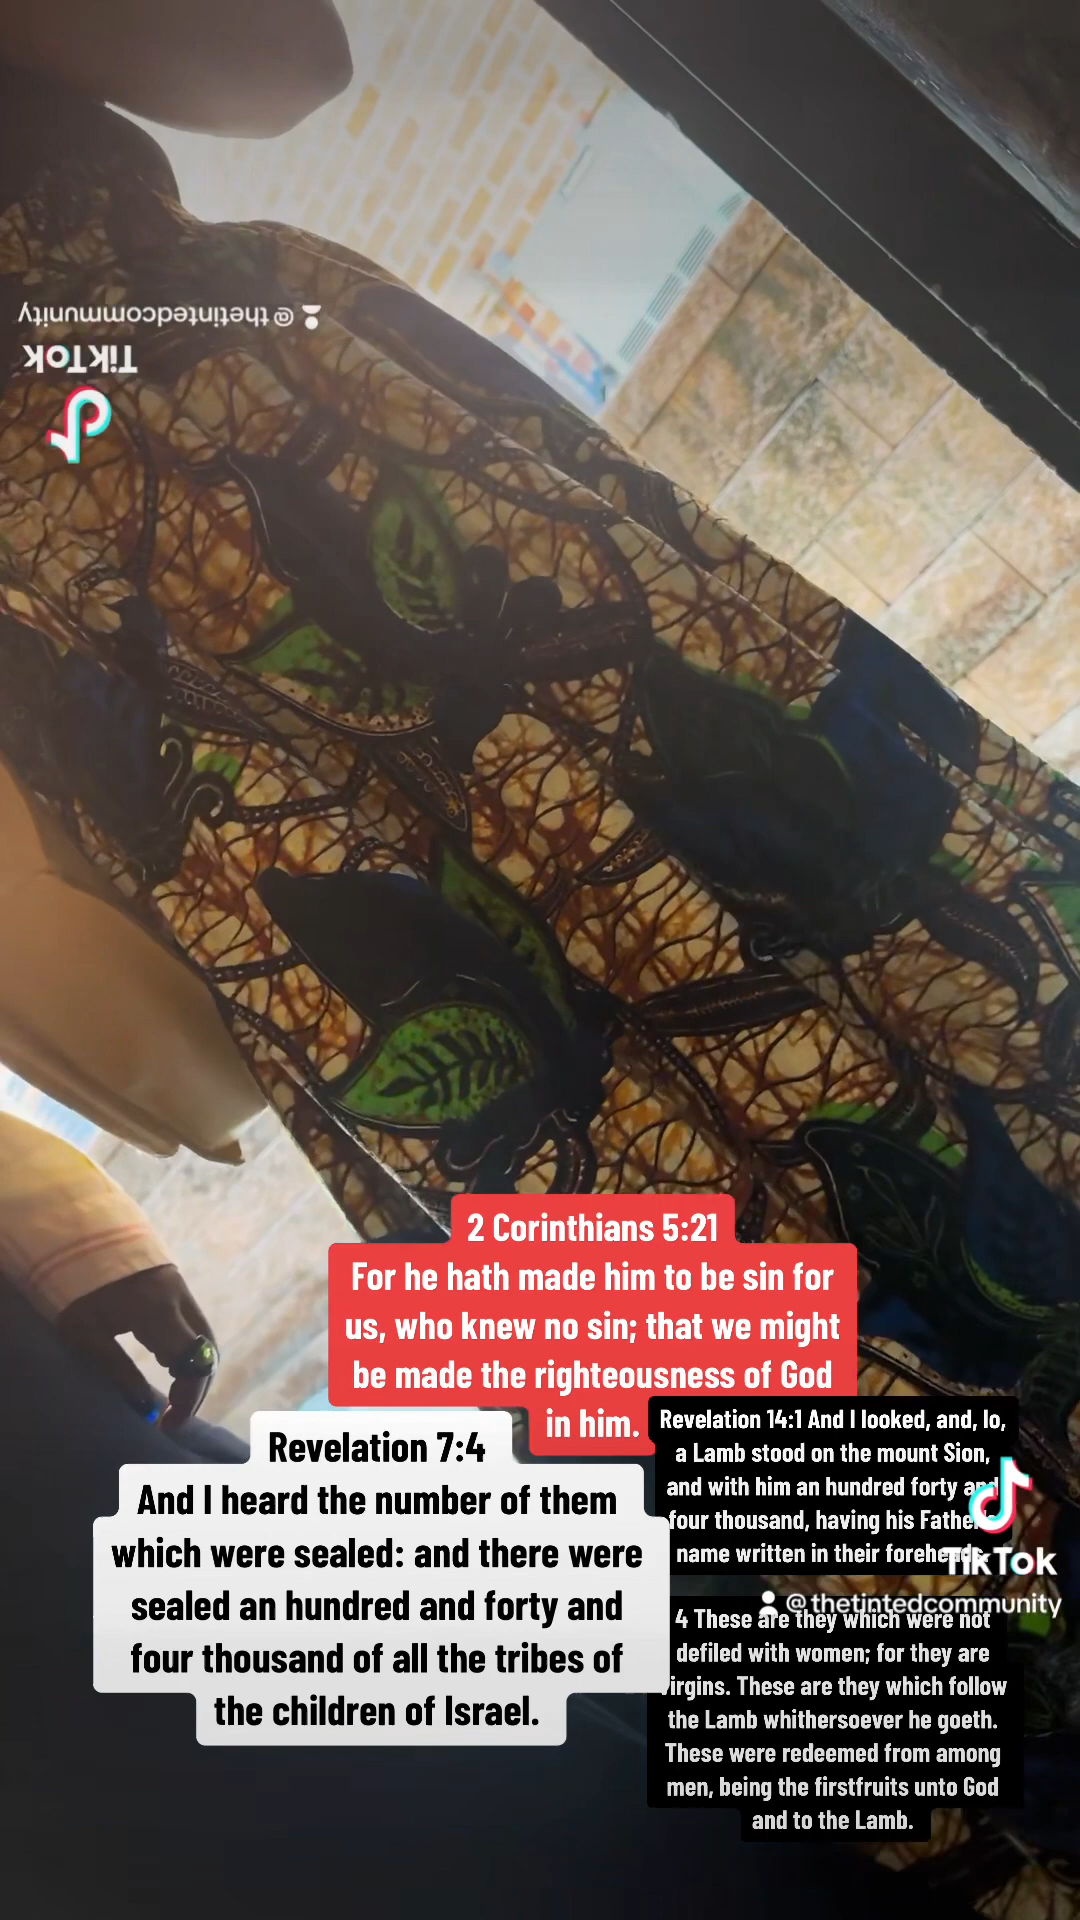 @thetintedcommunity
TikTok
2 Corinthians 5:21
For he hath made him to be sin for
us, who knew no sin; that we might
be made the righteousness of God
in him.
Revelation 7:4
And I heard the number of them
which were sealed: and there were
sealed an hundred and forty and
four thousand of all the tribes of
the children of Israel.
Revelation 14:1 And I looked, and, lo,
a Lamb stood on the mount Sion,
and with him an hundred forty and
four thousand, having his Father's
name written in their foreheads.
TikTok
@thetintedcommunity
4 These are they which were not
defiled with women; for they are
virgins. These are they which follow
the Lamb whithersoever he goeth.
These were redeemed from among
men, being the firstfruits unto God
and to the Lamb.